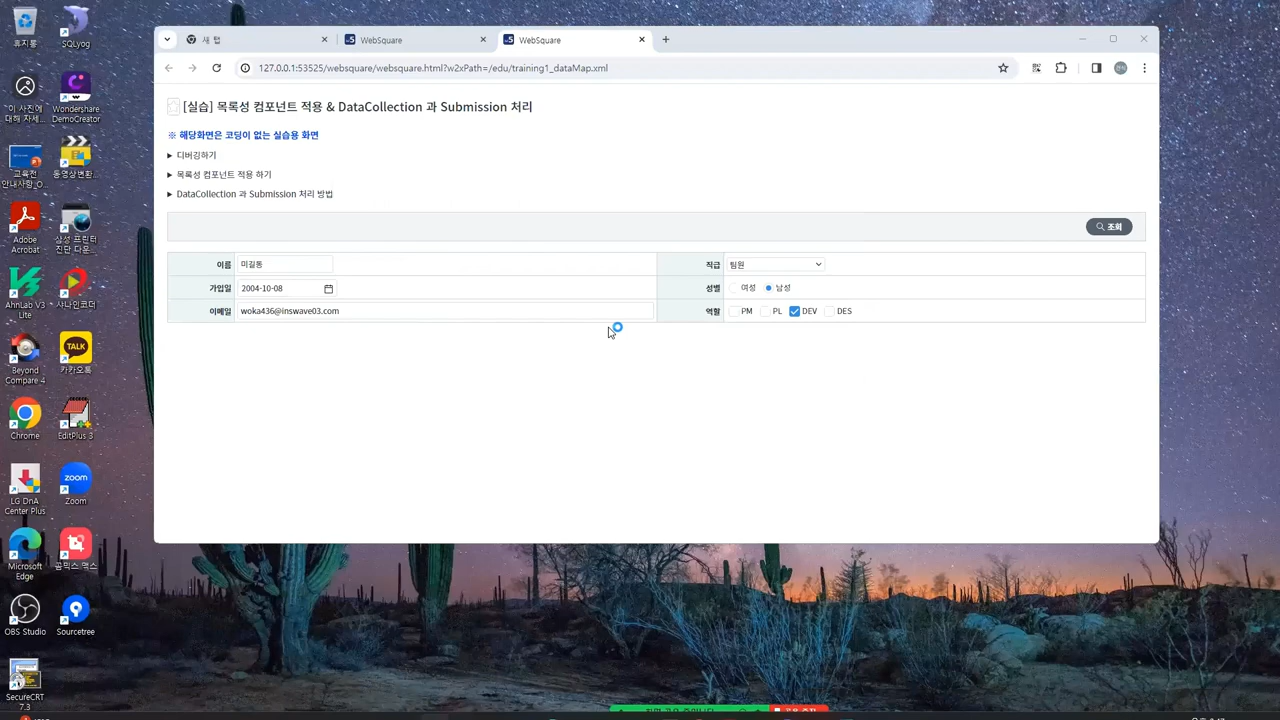 휴지통
SQLyog
이 사진에
대해 자세...
Wondershare
DemoCreator
교육전
안내사항_O...
동영상변환...
Adobe
Acrobat
삼성 프린터
진단 다운...
AhnLab V3
Lite
사나인코더
Beyond
Compare 4
TALK
카카오톡
Chrome
EditPlus 3
LG DnA
Center Plus
zoom
Zoom
Microsoft
Edge
곰믹스 맥스
OBS Studio
Sourcetree
SecureCRT
7.3
새 탭
WebSquare
WebSquare
127.0.0.1:53525/websquare/websquare.html?w2xPath=/edu/training1_dataMap.xml
[실습] 목록성 컴포넌트 적용 & DataCollection 과 Submission 처리
※ 해당화면은 코딩이 없는 실습용 화면
▶ 디버깅하기
▶ 목록성 컴포넌트 적용 하기
▶ DataCollection 과 Submission 처리 방법
조회
이름 미길동 직급 팀원
가입일 2004-10-08 성별 여성 남성
이메일 woka436@inswave03.com 역할 PM PL DEV DES